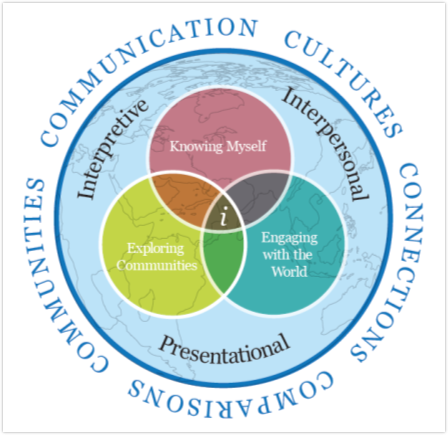 COMMUNICATION
CULTURES
CONNECTIONS
COMPARISONS
COMMUNITIES
Interpretive
Interpersonal
Presentational
Knowing Myself
i
Exploring
Communities
Engaging
with the
World